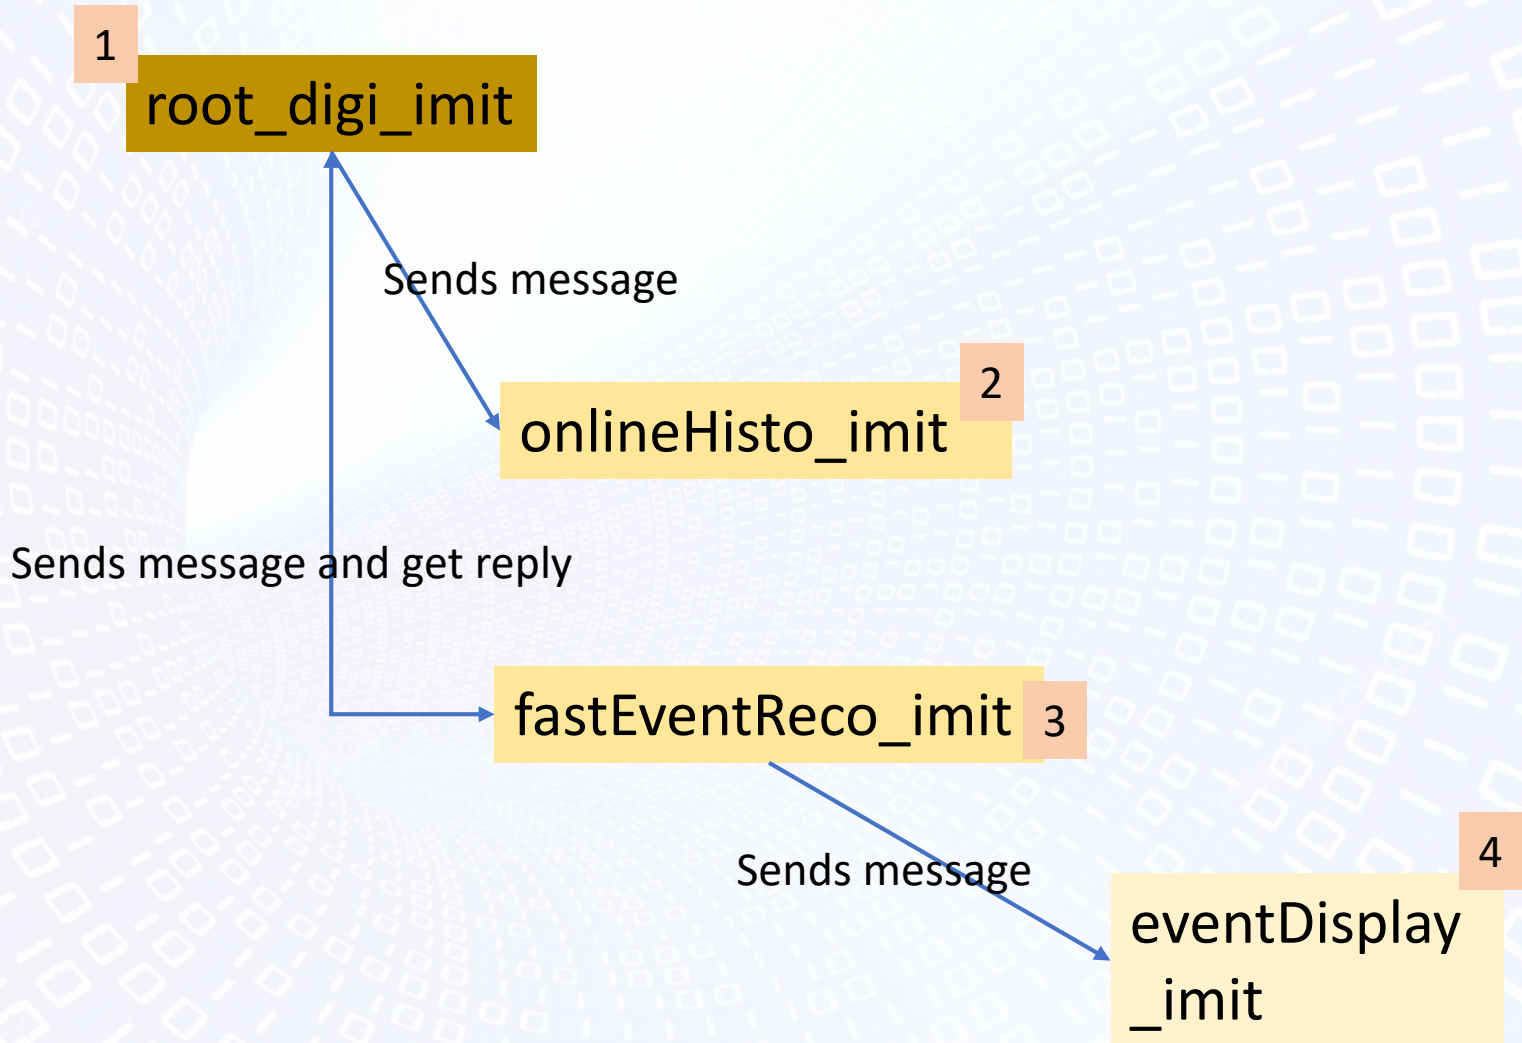 1
root_digi_imit
Sends message
2
onlineHisto_imit
Sends message and get reply
fastEventReco_imit
3
Sends message
4
eventDisplay
_imit